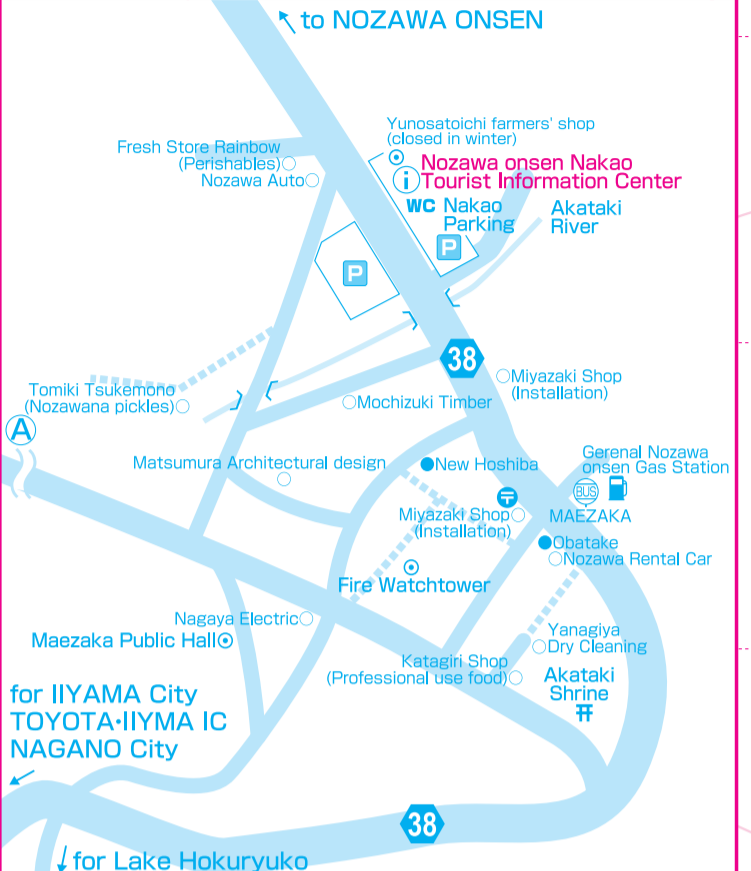 to NOZAWA ONSEN
Yunosatoichi farmers' shop
(closed in winter)
Fresh Store Rainbow
(Perishables)
Nozawa Auto
i
Nozawa onsen Nakao
Tourist Information Center
WC Nakao
Parking
P
Akataki
River
P
38
Miyazaki Shop
(Installation)
Tomiki Tsukemono
(Nozawana pickles)
Mochizuki Timber
A
Matsumura Architectural design
New Hoshiba
Gerenal Nozawa
onsen Gas Station
BUS
MAEZAKA
〒
Miyazaki Shop
(Installation)
Obatake
Nozawa Rental Car
Fire Watchtower
Nagaya Electric
Maezaka Public Hall
Yanagiya
Dry Cleaning
Katagiri Shop
(Professional use food)
Akataki
Shrine
for IIYAMA City
TOYOTA・IIYMA IC
NAGANO City
38
for Lake Hokuryuko